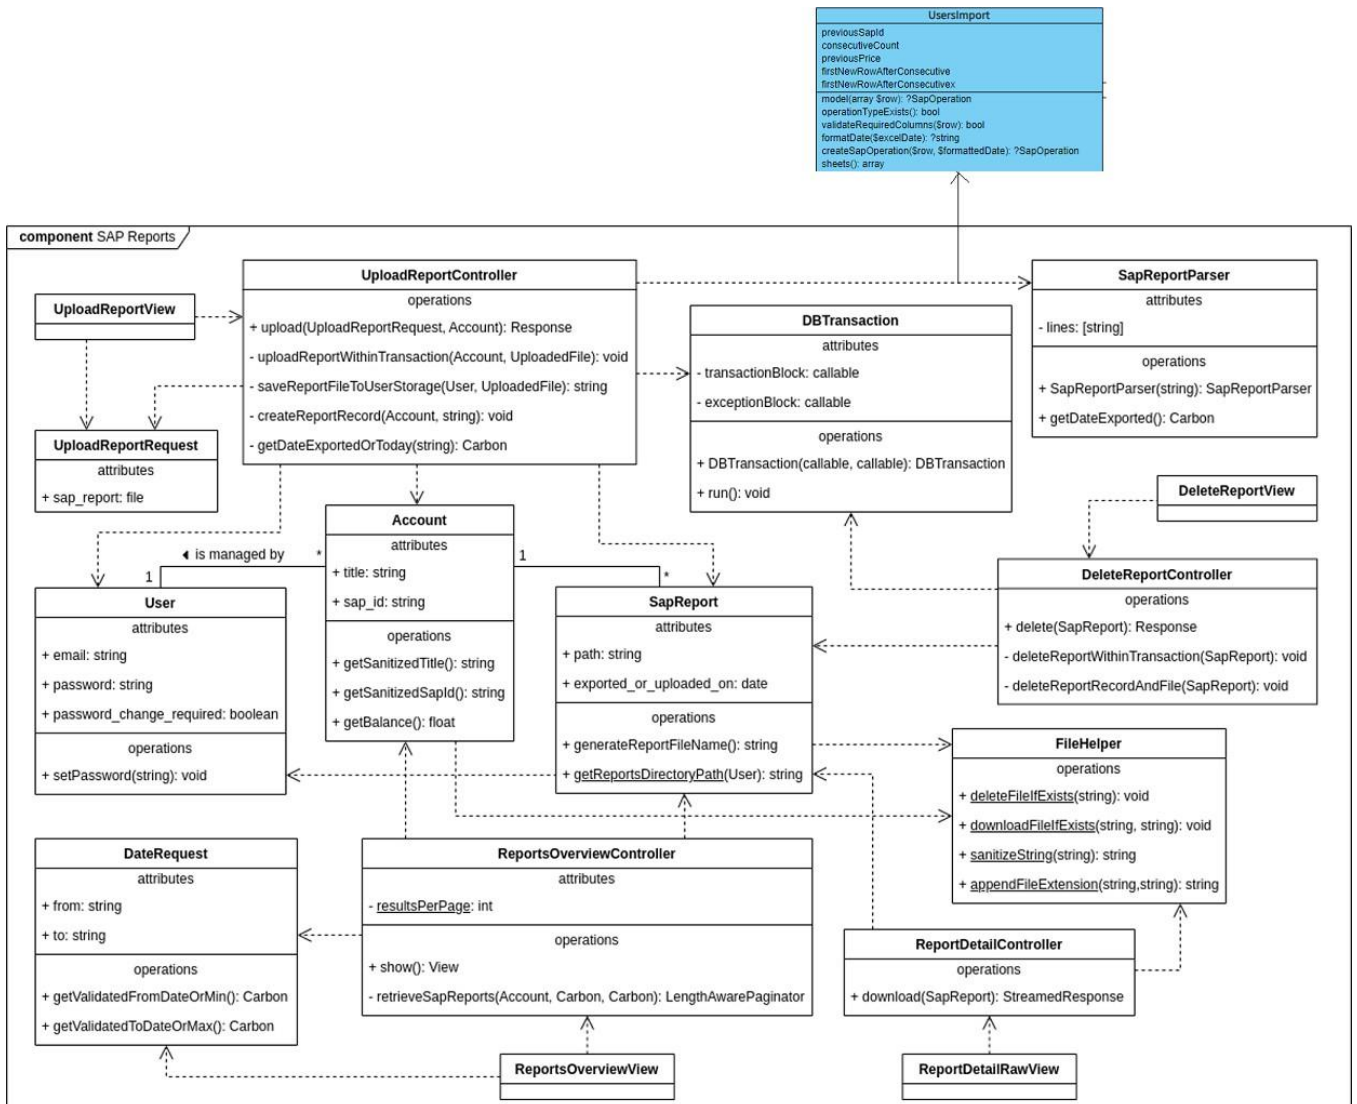 UsersImport
previousSapId
consecutiveCount
previousPrice
firstNewRowAfterConsecutive
firstNewRowAfterConsecutivex
model(array $row): ?SapOperation
operationTypeExists(): bool
validateRequiredColumns($row): bool
formatDate($excelDate): ?string
createSapOperation($row, $formattedDate): ?SapOperation
sheets(): array
component SAP Reports
UploadReportView
UploadReportController
operations
+ upload(UploadReportRequest, Account): Response
- uploadReportWithinTransaction(Account, UploadedFile): void
- saveReportFileToUserStorage(User, UploadedFile): string
- createReportRecord(Account, string): void
- getDateExportedOrToday(string): Carbon
SapReportParser
attributes
- lines: [string]
operations
+ SapReportParser(string): SapReportParser
+ getDateExported(): Carbon
DBTransaction
attributes
- transactionBlock: callable
- exceptionBlock: callable
operations
+ DBTransaction(callable, callable): DBTransaction
+ run(): void
UploadReportRequest
attributes
+ sap_report: file
DeleteReportView
Account
attributes
+ title: string
+ sap_id: string
operations
+ getSanitizedTitle(): string
+ getSanitizedSapId(): string
+ getBalance(): float
is managed by
*
1
1
*
User
attributes
+ email: string
+ password: string
+ password_change_required: boolean
operations
+ setPassword(string): void
SapReport
attributes
+ path: string
+ exported_or_uploaded_on: date
operations
+ generateReportFileName(): string
+ getReportsDirectoryPath(User): string
DeleteReportController
operations
+ delete(SapReport): Response
- deleteReportWithinTransaction(SapReport): void
- deleteReportRecordAndFile(SapReport): void
FileHelper
operations
+ deleteFileIfExists(string): void
+ downloadFileIfExists(string, string): void
+ sanitizeString(string): string
+ appendFileExtension(string,string): string
DateRequest
attributes
+ from: string
+ to: string
operations
+ getValidatedFromDateOrMin(): Carbon
+ getValidatedToDateOrMax(): Carbon
ReportsOverviewController
attributes
- resultsPerPage: int
operations
+ show(): View
- retrieveSapReports(Account, Carbon, Carbon): LengthAwarePaginator
ReportDetailController
operations
+ download(SapReport): StreamedResponse
ReportsOverviewView
ReportDetailRawView